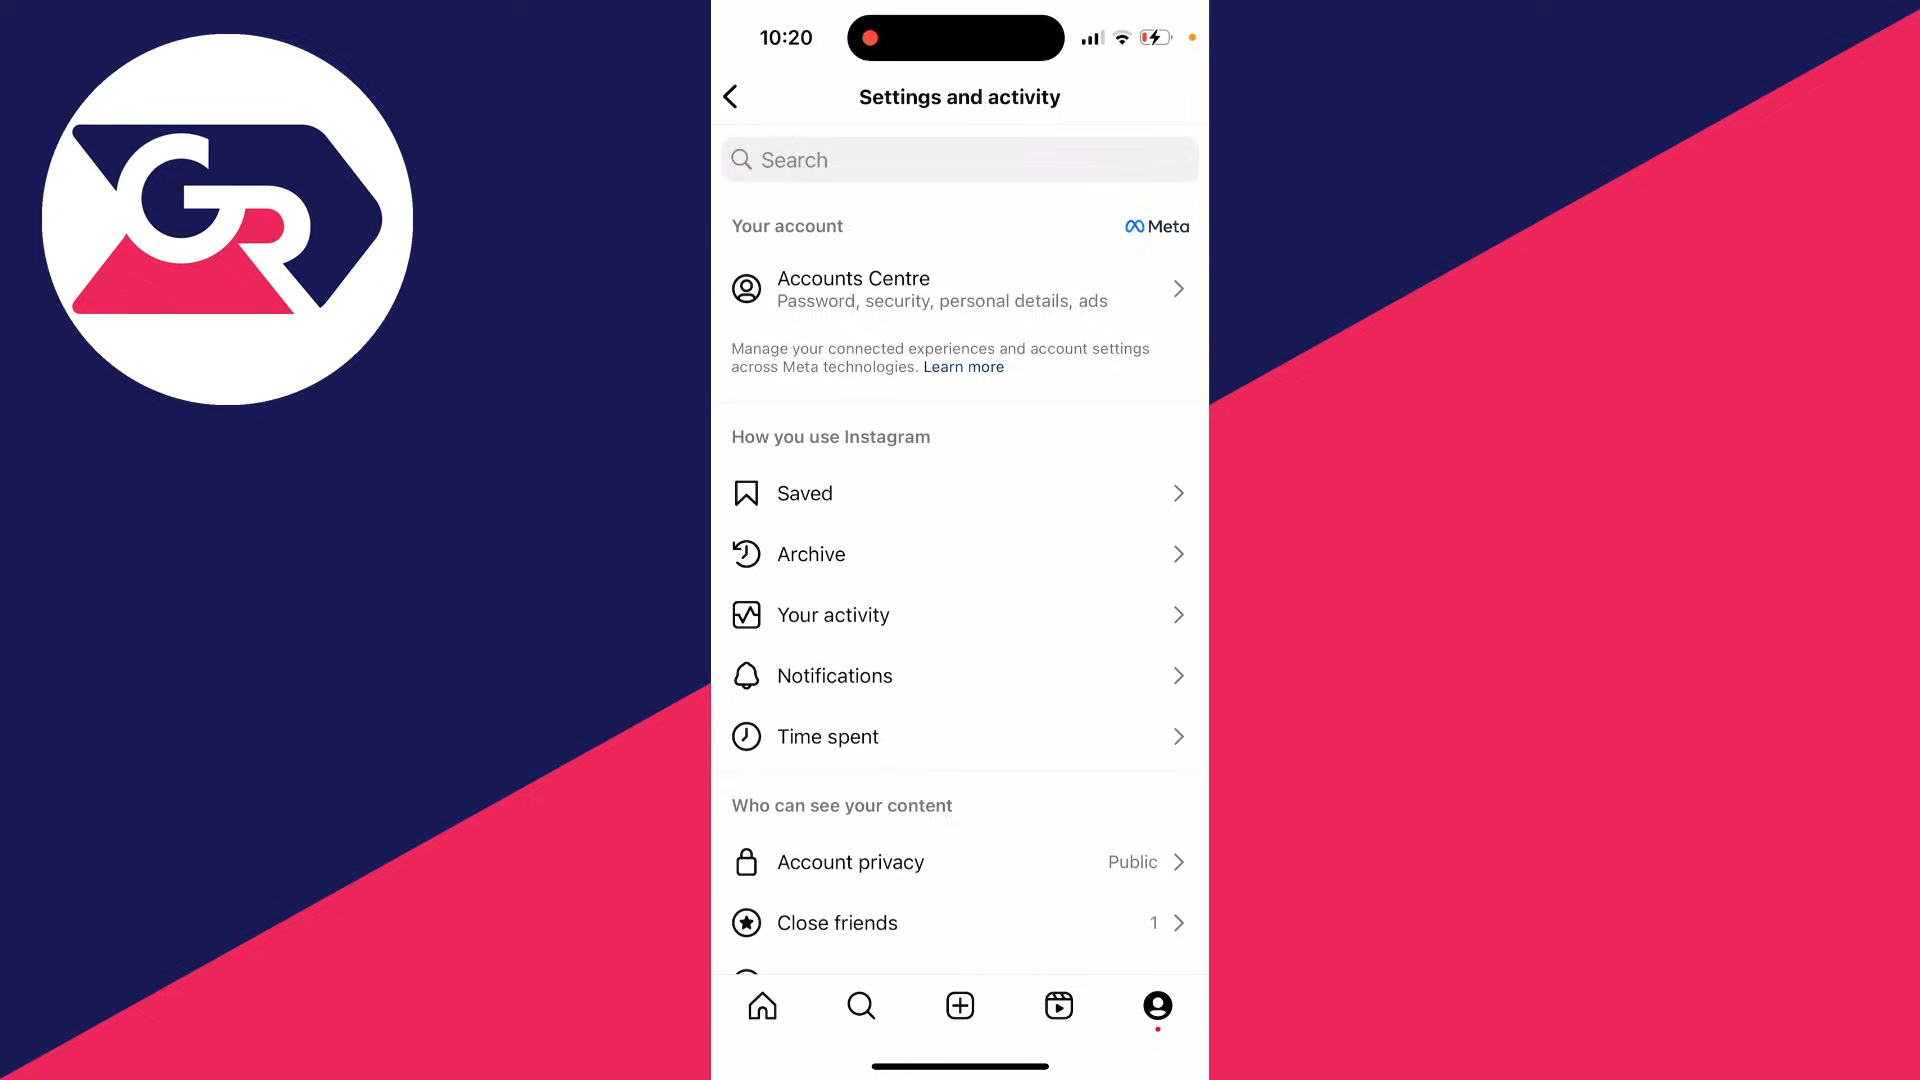 GR
10:20
Settings and activity
Search
Your account
Meta
Accounts Centre
Password, security, personal details, ads
Manage your connected experiences and account settings
across Meta technologies. Learn more
How you use Instagram
Saved
Archive
Your activity
Notifications
Time spent
Who can see your content
Account privacy
Public
Close friends
1